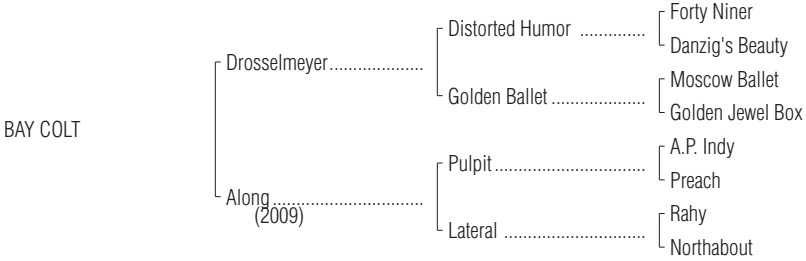 Forty Niner
Distorted Humor ..............
Danzig's Beauty
Drosselmeyer....................
Moscow Ballet
Golden Ballet ....................
Golden Jewel Box
BAY COLT
A.P. Indy
Pulpit................................
Preach
Along................................
(2009)
Rahy
Lateral ..............................
Northabout